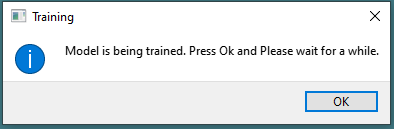 Training
Model is being trained. Press Ok and Please wait for a while.
OK